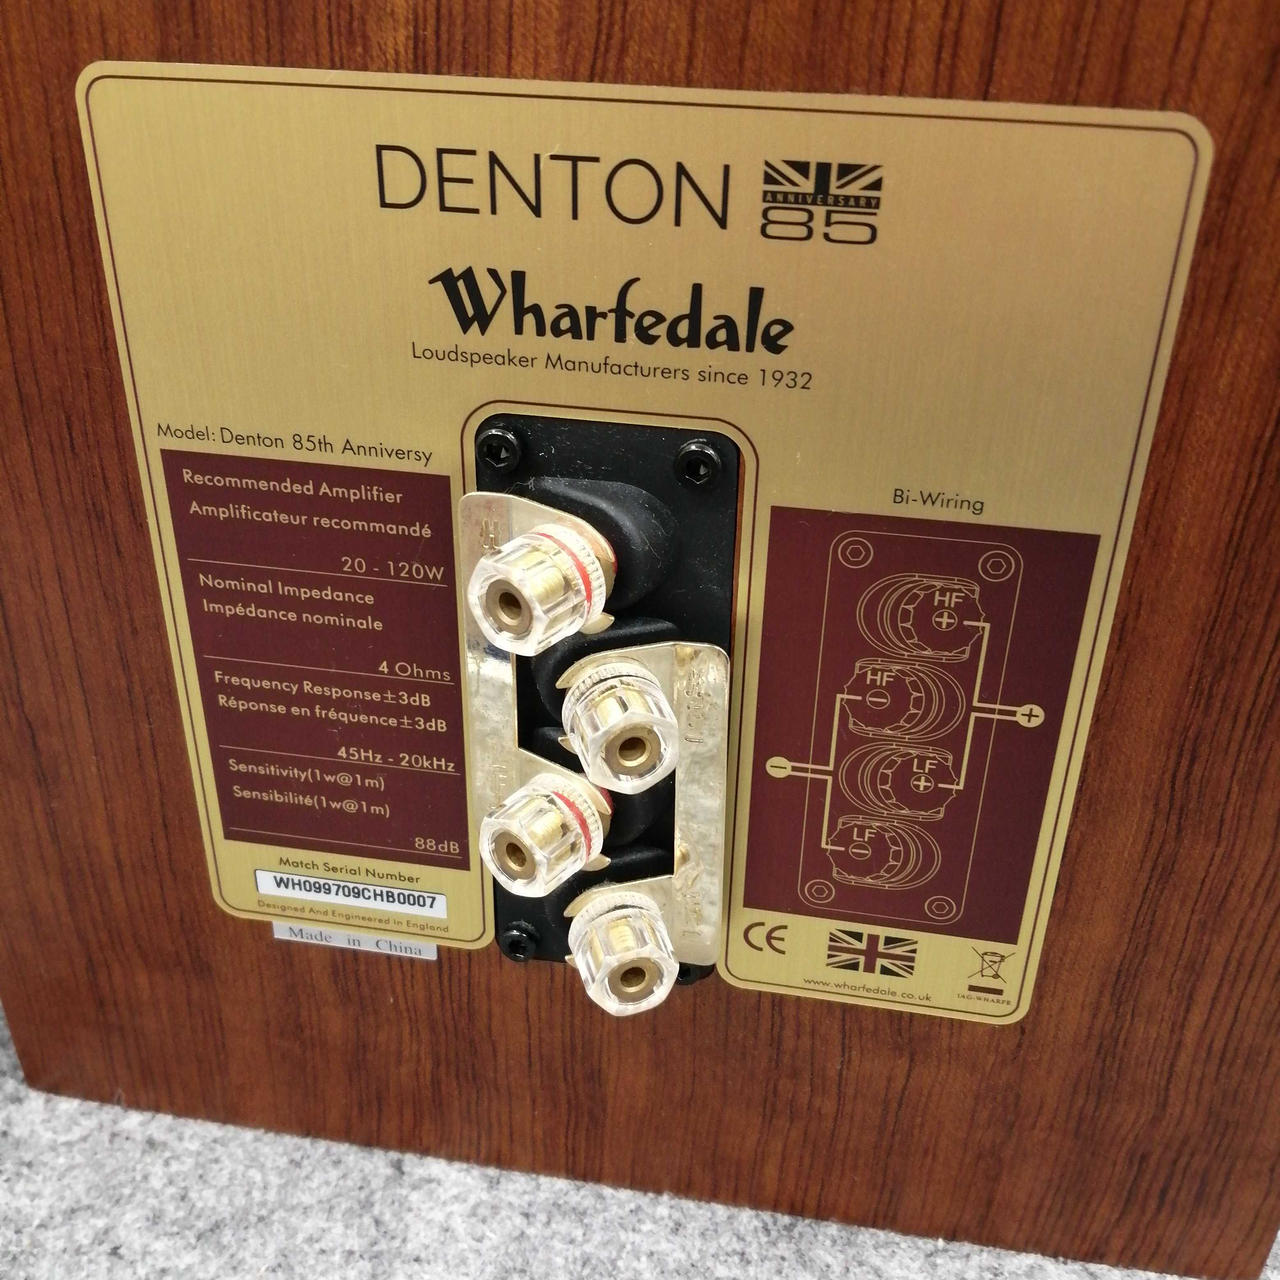 DENTON
ANNIVERSARY
85
Wharfedale
Loudspeaker Manufacturers since 1932
Model: Denton 85th Anniversy
Recommended Amplifier
Amplificateur recommandé
20 - 120W
Nominal Impedance
Impédance nominale
4 Ohms
Frequency Response±3dB
Réponse en fréquence±3dB
45Hz - 20kHz
Sensitivity(1w@1m)
Sensibilité(1w@1m)
88dB
Match Serial Number
WH099709CHB0007
Designed And Engineered in England
Made in China
Bi-Wiring
HF
+
HF
−
+
−
LF
+
LF
−
CE
www.wharfedale.co.uk
IAG-WHARFE